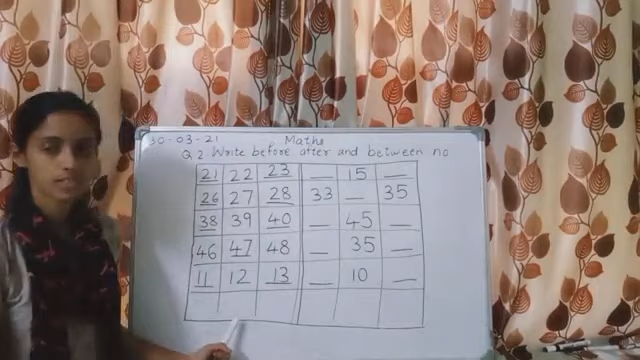 30-03-21 Maths
Q2 Write before after and between no
21 22 23 __ 15 __
26 27 28 33 __ 35
38 39 40 __ 45 __
46 47 48 __ 35 __
11 12 13 __ 10 __